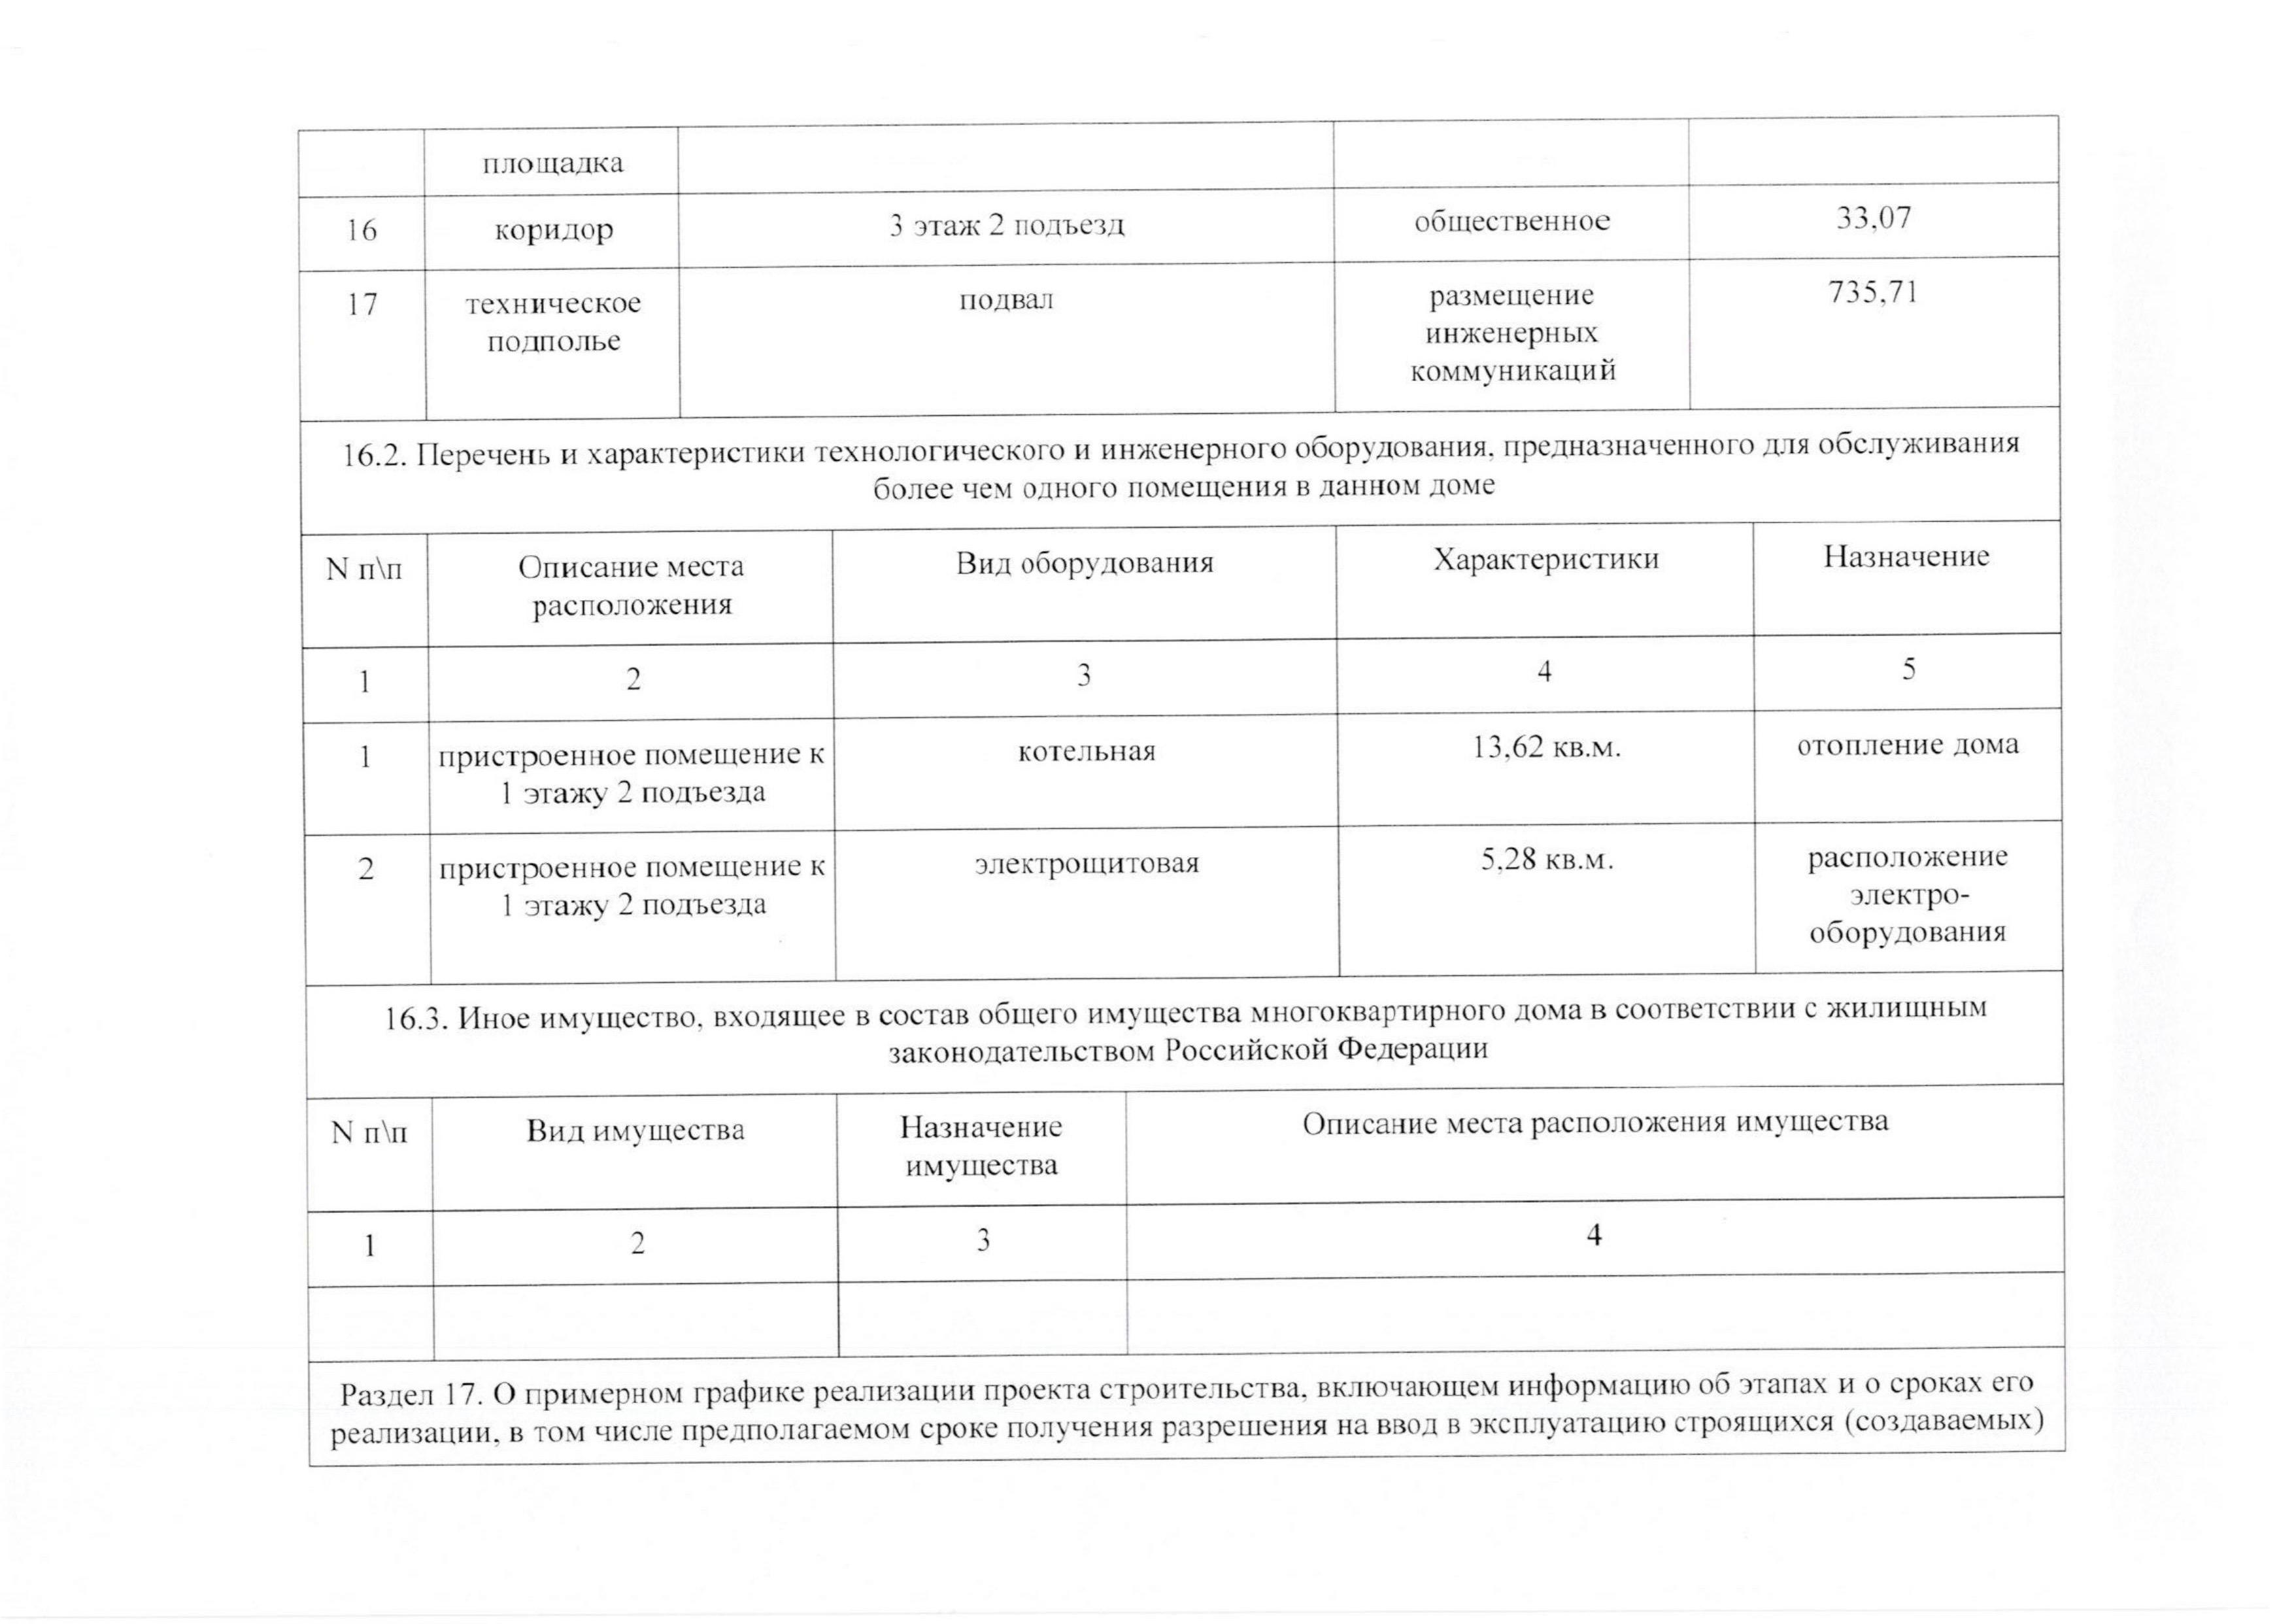 площадка
16 коридор 3 этаж 2 подъезд общественное 33,07
17 техническое подвал размещение 735,71
подполье инженерных
коммуникаций
16.2. Перечень и характеристики технологического и инженерного оборудования, предназначенного для обслуживания
более чем одного помещения в данном доме
N п\п Описание места Вид оборудования Характеристики Назначение
расположения
1 2 3 4 5
1 пристроенное помещение к котельная 13,62 кв.м. отопление дома
1 этажу 2 подъезда
2 пристроенное помещение к электрощитовая 5,28 кв.м. расположение
1 этажу 2 подъезда электро-
оборудования
16.3. Иное имущество, входящее в состав общего имущества многоквартирного дома в соответствии с жилищным
законодательством Российской Федерации
N п\п Вид имущества Назначение Описание места расположения имущества
имущества
1 2 3 4
Раздел 17. О примерном графике реализации проекта строительства, включающем информацию об этапах и о сроках его
реализации, в том числе предполагаемом сроке получения разрешения на ввод в эксплуатацию строящихся (создаваемых)